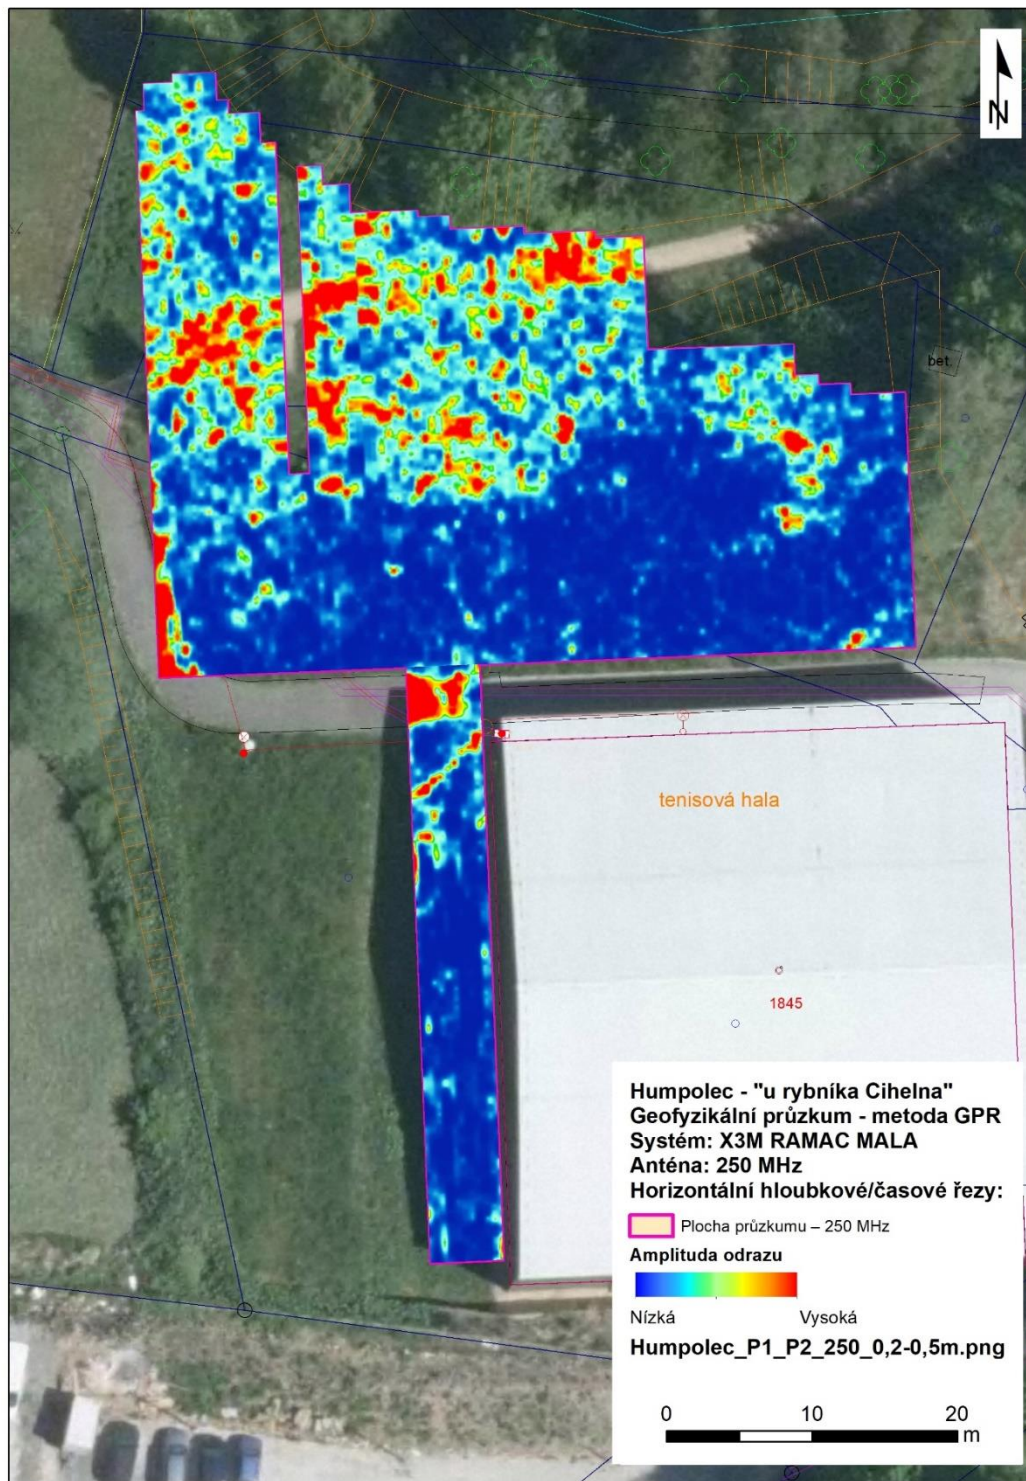 N
bet.
tenisová hala
1845
Humpolec - "u rybníka Cihelna"
Geofyzikální průzkum - metoda GPR
Systém: X3M RAMAC MALA
Anténa: 250 MHz
Horizontální hloubkové/časové řezy:
Plocha průzkumu – 250 MHz
Amplituda odrazu
Nízká Vysoká
Humpolec_P1_P2_250_0,2-0,5m.png
0 10 20
m